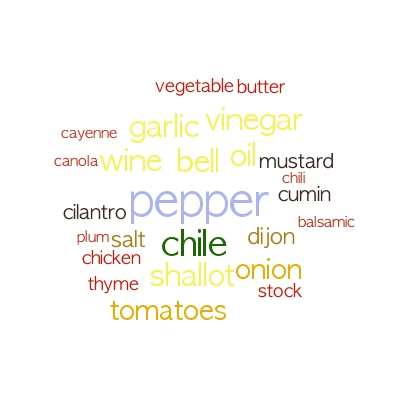 vegetable butter
garlic vinegar
cayenne
wine bell oil mustard
canola
chili
pepper cumin
cilantro
balsamic
plum salt chile dijon
chicken
shallot onion
thyme stock
tomatoes